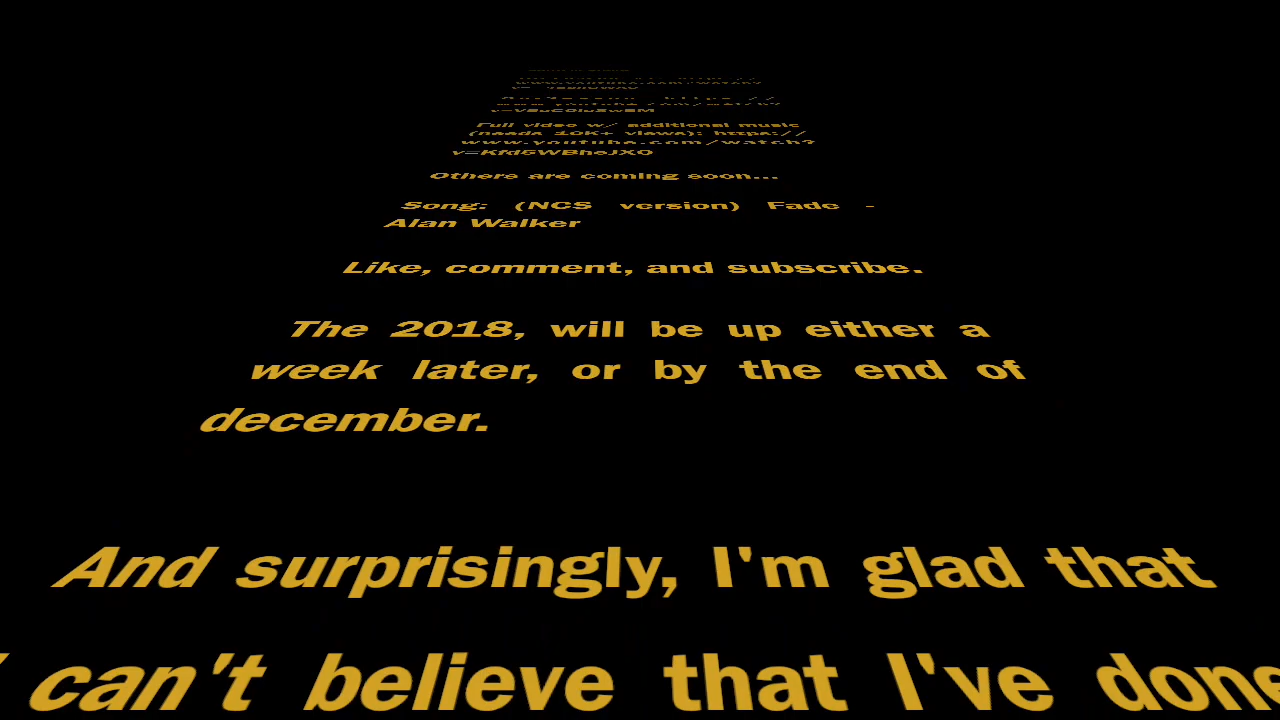 Full video w/ additional music
(needs 10K+ views): https://
www.youtube.com/watch?
Others are coming soon...
Song: (NCS version) Fade -
Alan Walker
Like, comment, and subscribe.
The 2018, will be up either a
week later, or by the end of
december.
And surprisingly, I'm glad that
can't believe that I've done